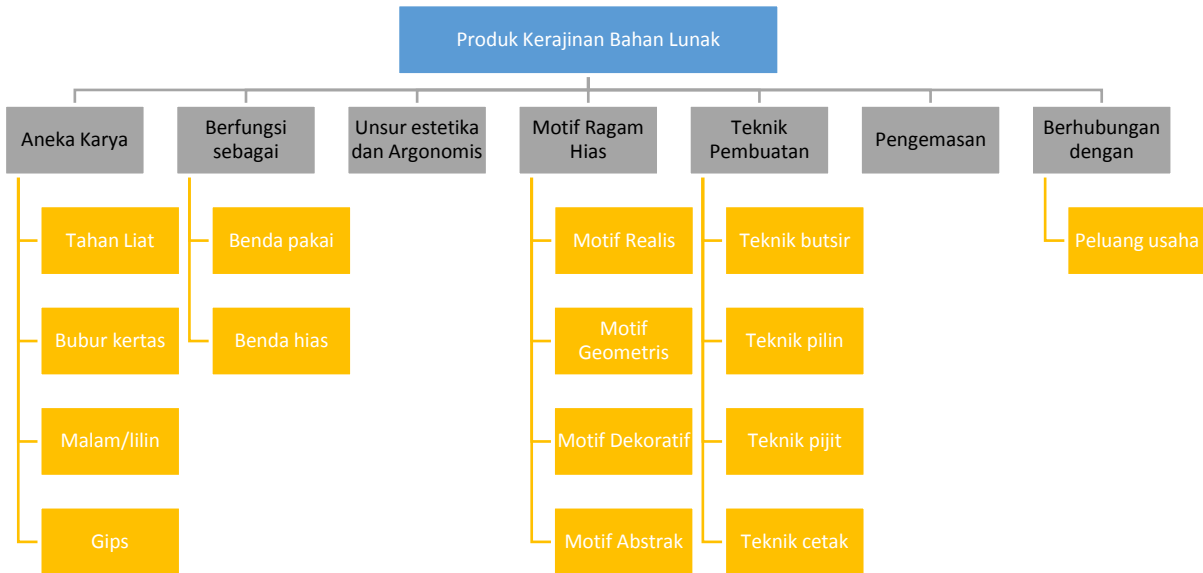 Produk Kerajinan Bahan Lunak
Aneka Karya
Berfungsi
sebagai
Unsur estetika
dan Argonomis
Motif Ragam
Hias
Teknik
Pembuatan
Pengemasan
Berhubungan
dengan
Tahan Liat
Benda pakai
Motif Realis
Teknik butsir
Peluang usaha
Bubur kertas
Benda hias
Motif
Geometris
Teknik pilin
Malam/lilin
Motif Dekoratif
Teknik pijit
Gips
Motif Abstrak
Teknik cetak